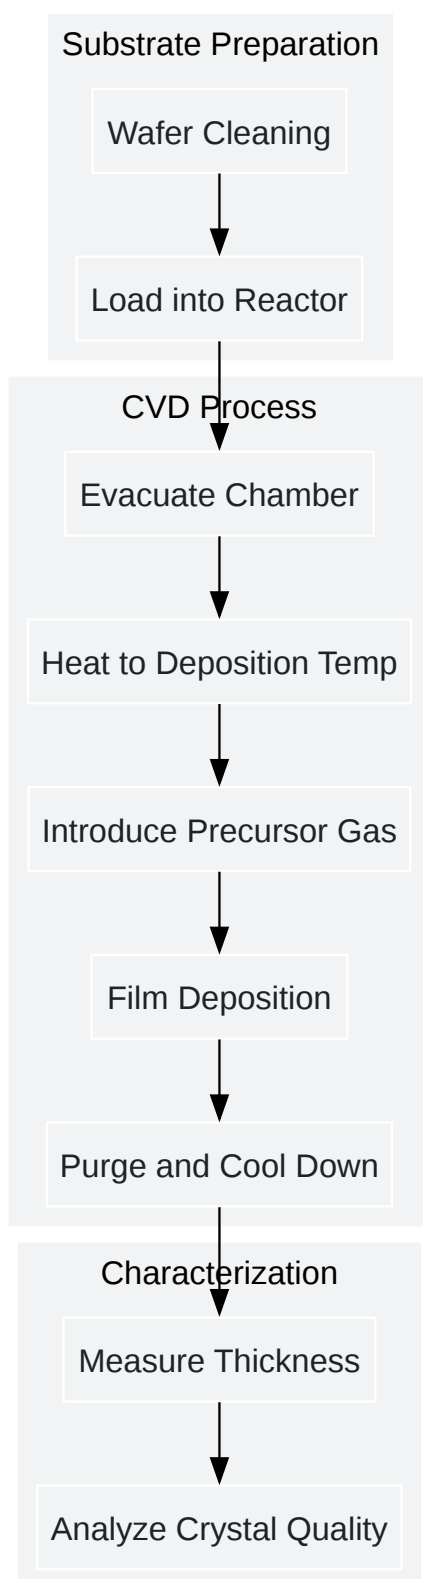 Substrate Preparation
Wafer Cleaning
Load into Reactor
CVD Process
Evacuate Chamber
Heat to Deposition Temp
Introduce Precursor Gas
Film Deposition
Purge and Cool Down
Characterization
Measure Thickness
Analyze Crystal Quality